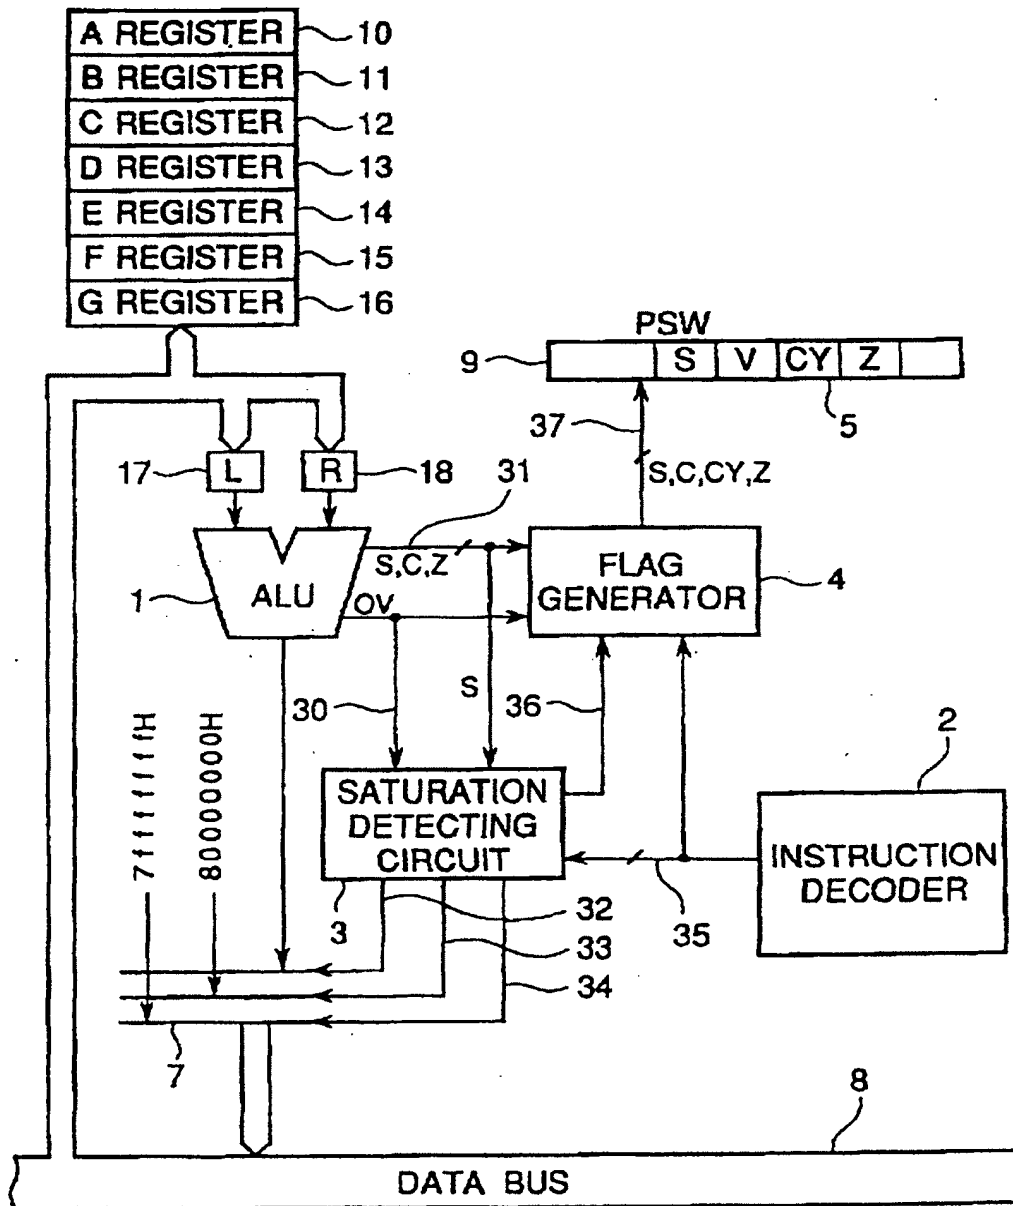 A REGISTER 10
B REGISTER 11
C REGISTER 12
D REGISTER 13
E REGISTER 14
F REGISTER 15
G REGISTER 16
PSW
9 S V CY Z
5
37
S,C,CY,Z
17 L R 18 31
S,C,Z
FLAG
GENERATOR
4
1 ALU
OV
30
S
36
2
7fffffffH
80000000H
SATURATION
DETECTING
CIRCUIT
INSTRUCTION
DECODER
3
32
35
33
34
7
8
DATA BUS